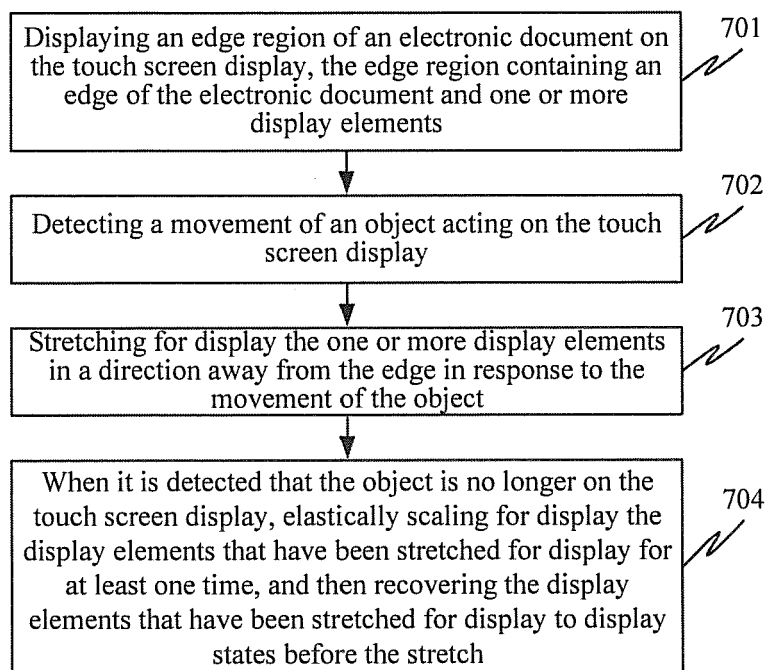 Displaying an edge region of an electronic document on
the touch screen display, the edge region containing an
edge of the electronic document and one or more
display elements
701
Detecting a movement of an object acting on the touch
screen display
702
Stretching for display the one or more display elements
in a direction away from the edge in response to the
movement of the object
703
When it is detected that the object is no longer on the
touch screen display, elastically scaling for display the
display elements that have been stretched for display for
at least one time, and then recovering the display
elements that have been stretched for display to display
states before the stretch
704